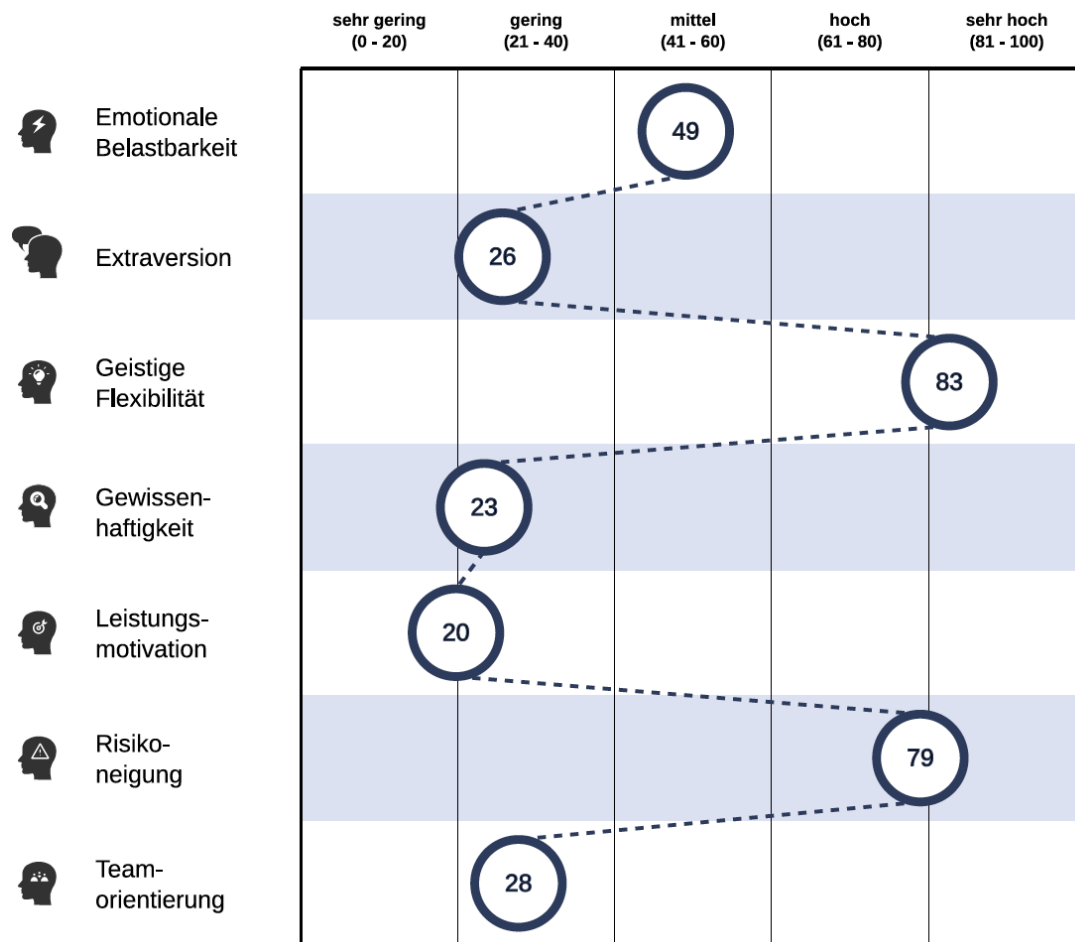 sehr gering
(0 - 20)
gering
(21 - 40)
mittel
(41 - 60)
hoch
(61 - 80)
sehr hoch
(81 - 100)
Emotionale
Belastbarkeit
49
Extraversion
26
Geistige
Flexibilität
83
Gewissen-
haftigkeit
23
Leistungs-
motivation
20
Risiko-
neigung
79
Team-
orientierung
28